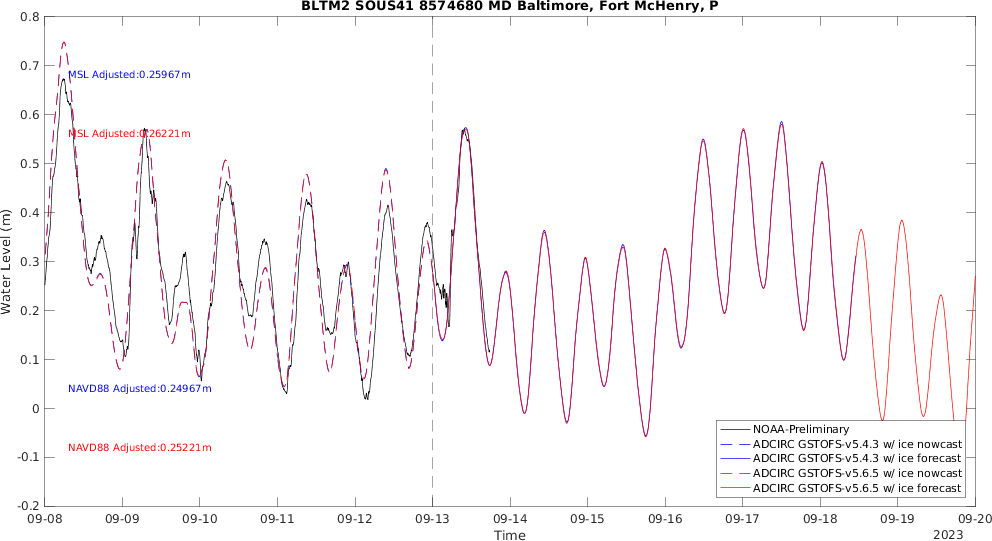 BLTM2 SOUS41 8574680 MD Baltimore, Fort McHenry, P
0.8
0.7
0.6
0.5
0.4
0.3
0.2
0.1
0
-0.1
-0.2
Water Level (m)
MSL Adjusted:0.25967m
MSL Adjusted:0.26221m
NAVD88 Adjusted:0.24967m
NAVD88 Adjusted:0.25221m
NOAA-Preliminary
ADCIRC GSTOFS-v5.4.3 w/ ice nowcast
ADCIRC GSTOFS-v5.4.3 w/ ice forecast
ADCIRC GSTOFS-v5.6.5 w/ ice nowcast
ADCIRC GSTOFS-v5.6.5 w/ ice forecast
09-08 09-09 09-10 09-11 09-12 09-13 09-14 09-15 09-16 09-17 09-18 09-19 09-20
Time
2023